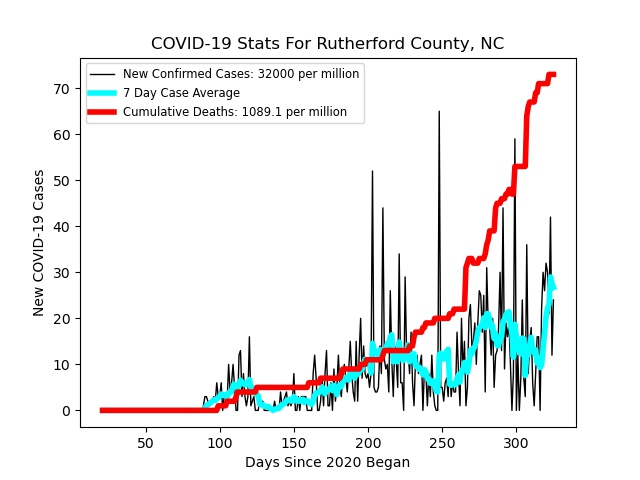 COVID-19 Stats For Rutherford County, NC
New Confirmed Cases: 32000 per million
7 Day Case Average
Cumulative Deaths: 1089.1 per million
New COVID-19 Cases
70
60
50
40
30
20
10
0
50 100 150 200 250 300
Days Since 2020 Began